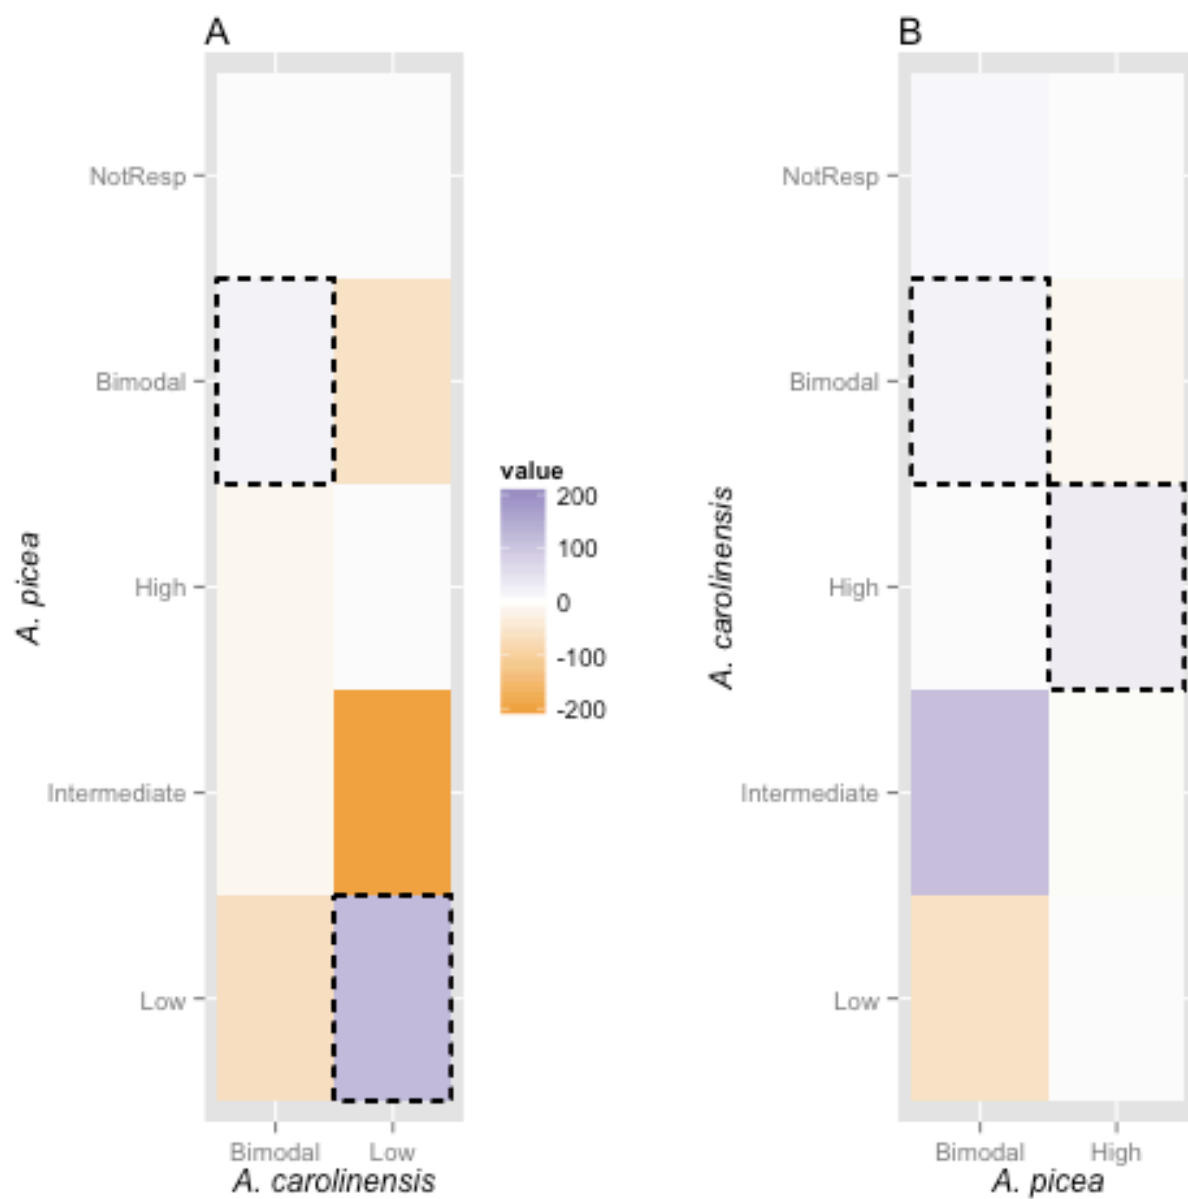 A
NotResp
Bimodal
High
Intermediate
Low
A. picea
Bimodal Low
A. carolinensis
value
200
100
0
-100
-200
B
NotResp
Bimodal
High
Intermediate
Low
A. carolinensis
Bimodal High
A. picea